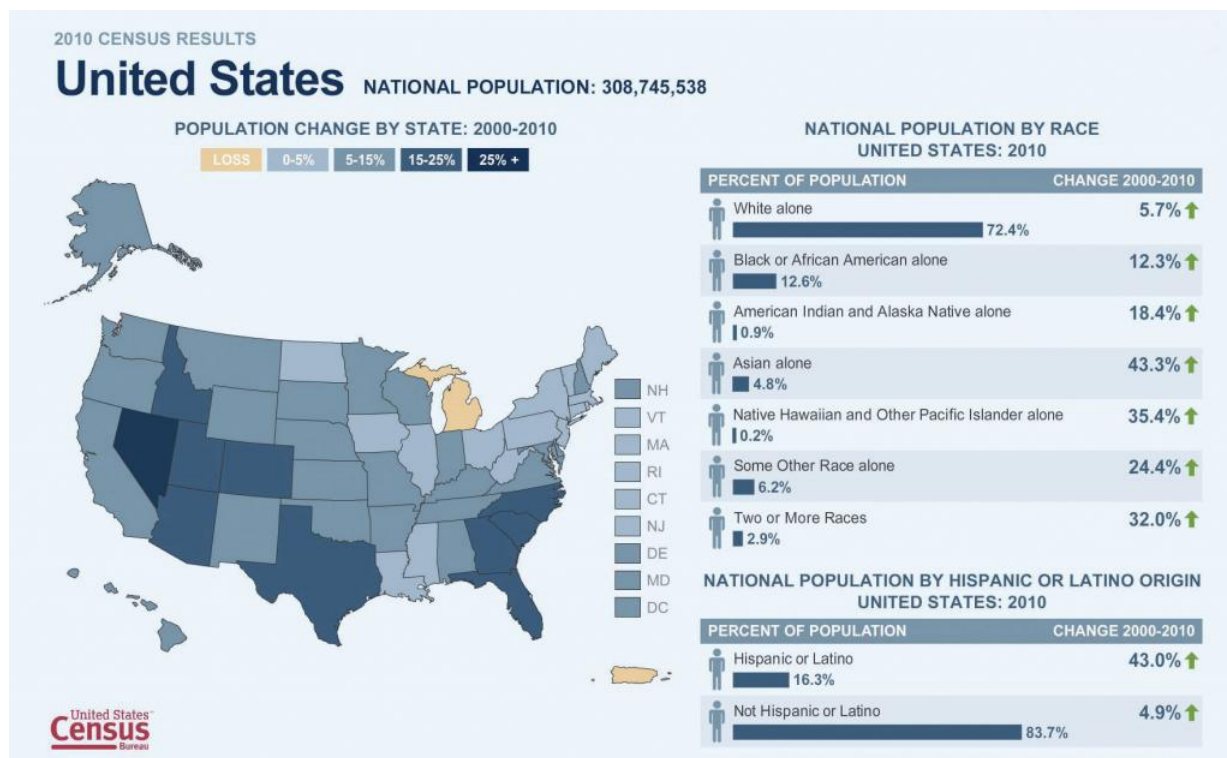 2010 CENSUS RESULTS
United States NATIONAL POPULATION: 308,745,538
POPULATION CHANGE BY STATE: 2000-2010
LOSS 0-5% 5-15% 15-25% 25% +
NH
VT
MA
RI
CT
NJ
DE
MD
DC
NATIONAL POPULATION BY RACE
UNITED STATES: 2010
PERCENT OF POPULATION CHANGE 2000-2010
White alone 5.7%
72.4%
Black or African American alone 12.3%
12.6%
American Indian and Alaska Native alone 18.4%
0.9%
Asian alone 43.3%
4.8%
Native Hawaiian and Other Pacific Islander alone 35.4%
0.2%
Some Other Race alone 24.4%
6.2%
Two or More Races 32.0%
2.9%
NATIONAL POPULATION BY HISPANIC OR LATINO ORIGIN
UNITED STATES: 2010
PERCENT OF POPULATION CHANGE 2000-2010
Hispanic or Latino 43.0%
16.3%
Not Hispanic or Latino 4.9%
83.7%
United States
Census
Bureau